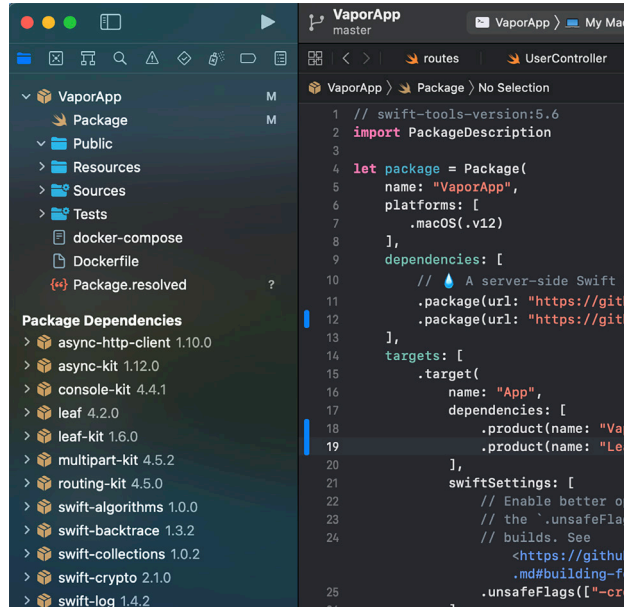 VaporApp
master
VaporApp 〉 My Mac
routes
UserController
VaporApp 〉 Package 〉 No Selection
VaporApp M
Package M
Public
Resources
Sources
Tests
docker-compose
Dockerfile
Package.resolved ?
Package Dependencies
async-http-client 1.10.0
async-kit 1.12.0
console-kit 4.4.1
leaf 4.2.0
leaf-kit 1.6.0
multipart-kit 4.5.2
routing-kit 4.5.0
swift-algorithms 1.0.0
swift-backtrace 1.3.2
swift-collections 1.0.2
swift-crypto 2.1.0
swift-log 1.4.2
1 // swift-tools-version:5.6
2 import PackageDescription
3
4 let package = Package(
5 name: "VaporApp",
6 platforms: [
7 .macOS(.v12)
8 ],
9 dependencies: [
10 // 💧 A server-side Swift
11 .package(url: "https://gith
12 .package(url: "https://gith
13 ],
14 targets: [
15 .target(
16 name: "App",
17 dependencies: [
18 .product(name: "Va
19 .product(name: "Le
20 ],
21 swiftSettings: [
22 // Enable better o
23 // the `.unsafeFla
24 // builds. See
<https://githu
.md#building-f
25 .unsafeFlags(["-cr